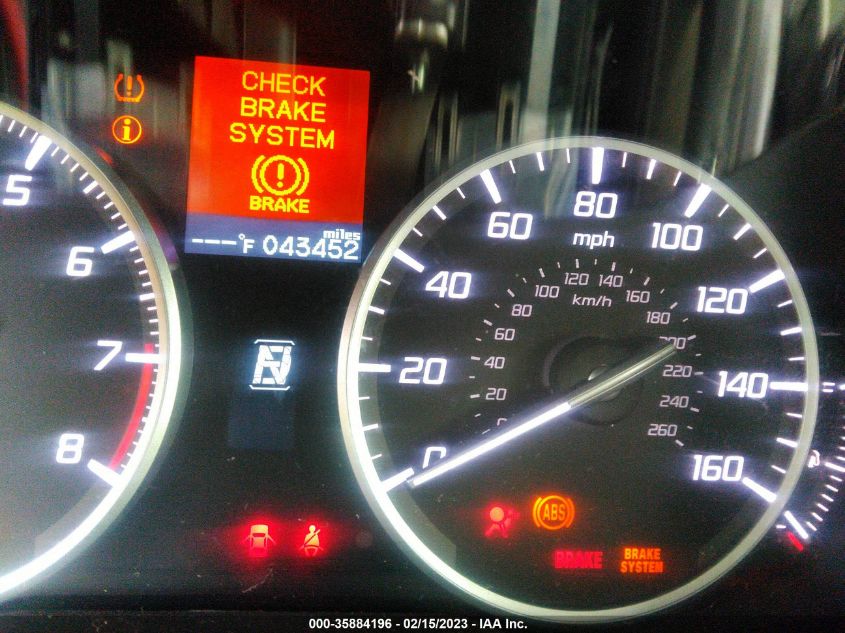 CHECK
BRAKE
SYSTEM
BRAKE
miles
---°F 043452
5
6
7
8
N
0
20
40
60
80
100
120
140
160
mph
0
20
40
60
80
100
120
140
160
180
200
220
240
260
km/h
ABS
BRAKE
BRAKE
SYSTEM
000-35884196 - 02/15/2023 - IAA Inc.